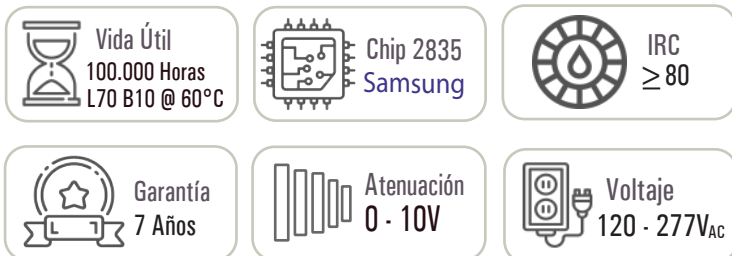 Vida Útil
100.000 Horas
L70 B10 @ 60°C
Chip 2835
Samsung
IRC
≥80
Garantía
7 Años
Atenuación
0 - 10V
Voltaje
120 - 277VAC